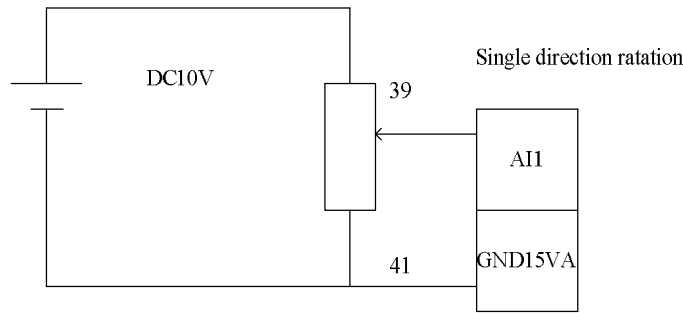 Single direction ratation
DC10V
39
AI1
41
GND15VA